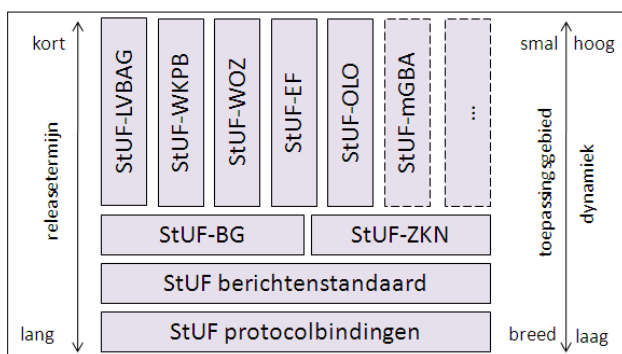 kort
releasetermijn
lang
StUF-LVBAG
StUF-WKPB
StUF-WOZ
StUF-EF
StUF-OLO
StUF-mGBA
...
StUF-BG
StUF-ZKN
StUF berichtenstandaard
StUF protocolbindingen
smal
hoog
toepassingsgebied
dynamiek
breed
laag